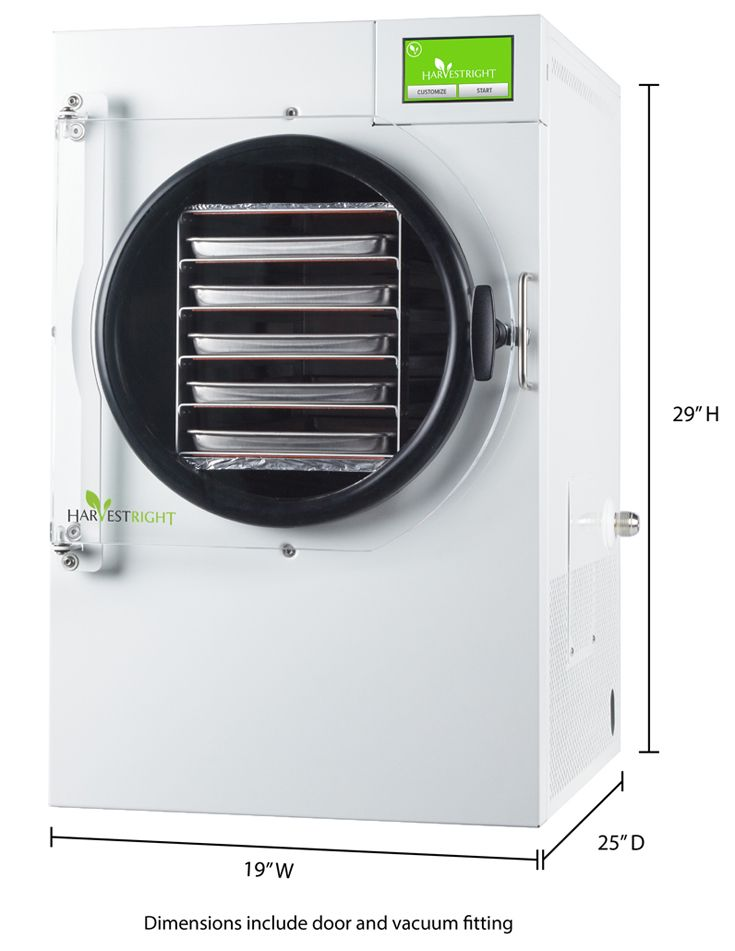 HARVESTRIGHT
CUSTOMIZE START
29” H
HARVESTRIGHT
25” D
19” W
Dimensions include door and vacuum fitting